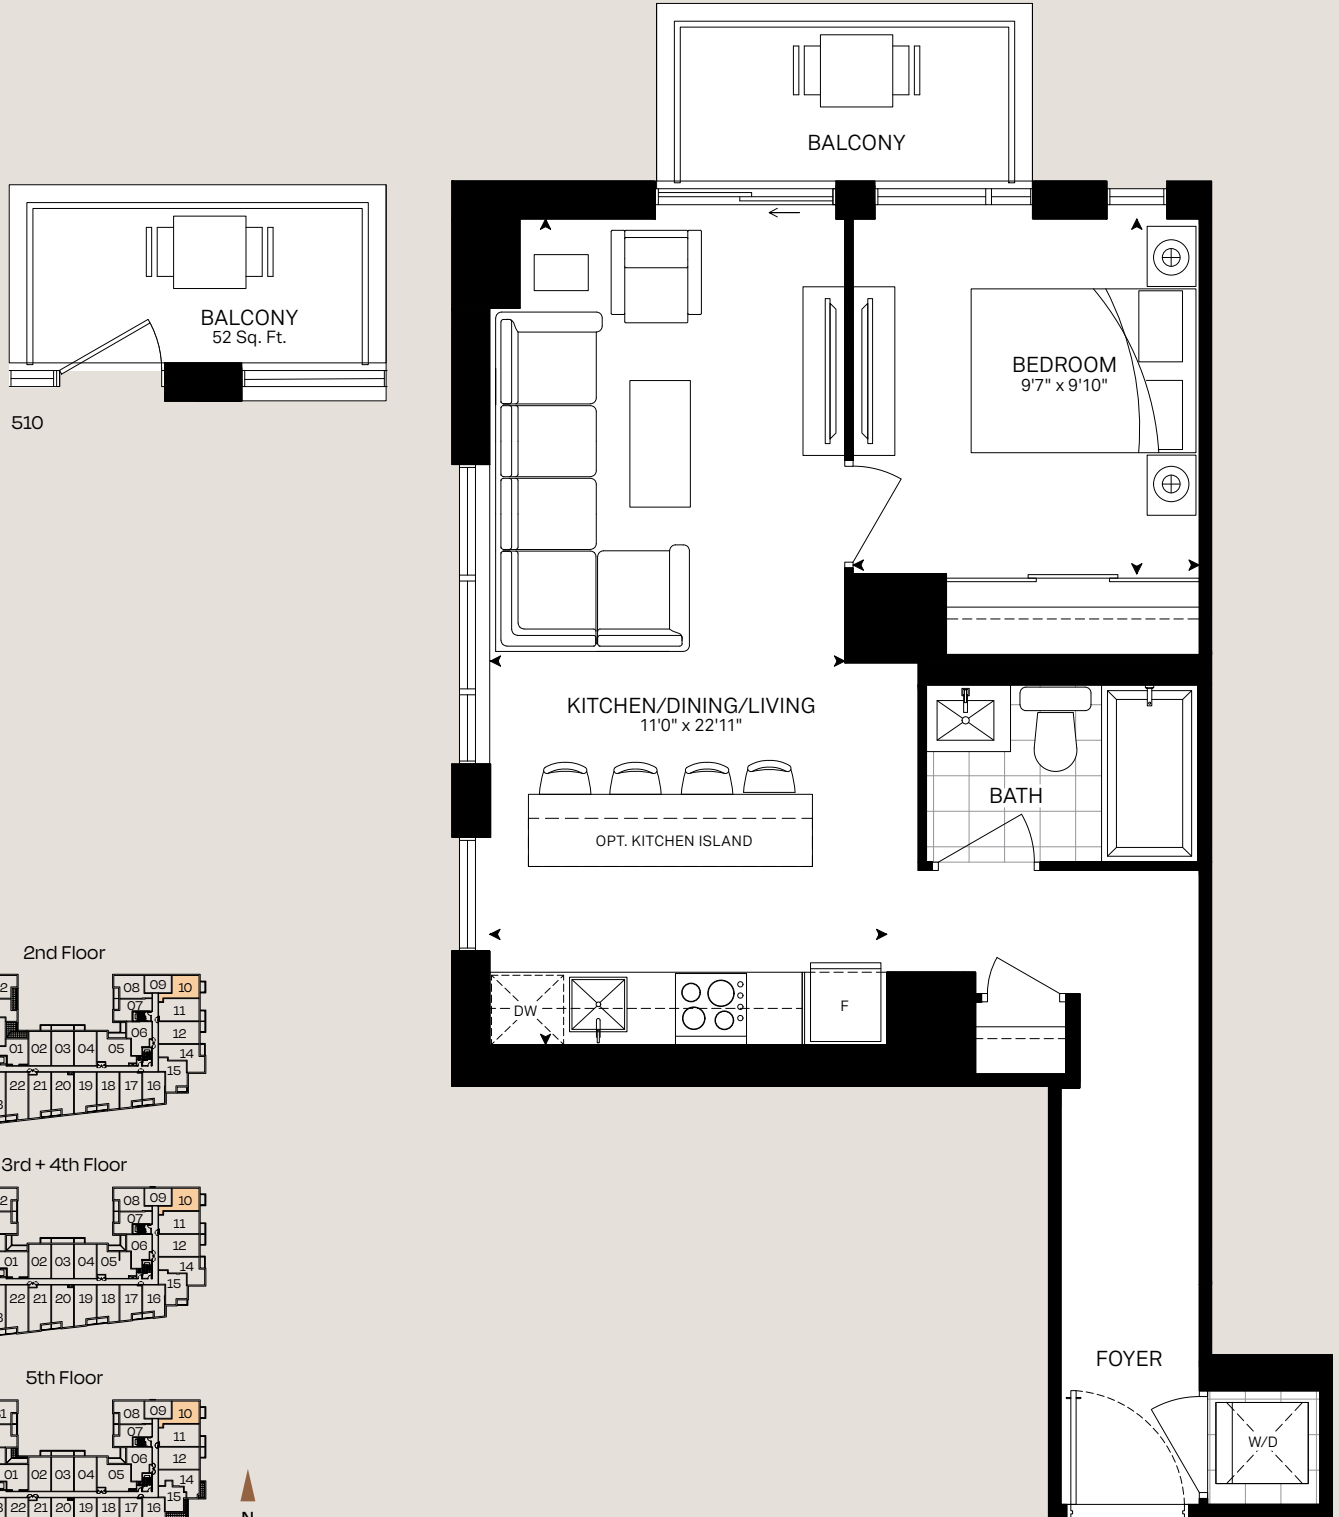 BALCONY
BALCONY
52 Sq. Ft.
510
BEDROOM
9'7" x 9'10"
KITCHEN/DINING/LIVING
11'0" x 22'11"
OPT. KITCHEN ISLAND
BATH
DW
F
FOYER
W/D
2nd Floor
2 08 09 10
07 11
06 12
01 02 03 04 05 14
15
22 21 20 19 18 17 16
3rd + 4th Floor
2 08 09 10
07 11
06 12
01 02 03 04 05 14
15
22 21 20 19 18 17 16
5th Floor
08 09 10
07 11
06 12
01 02 03 04 05 14
15
22 21 20 19 18 17 16
N